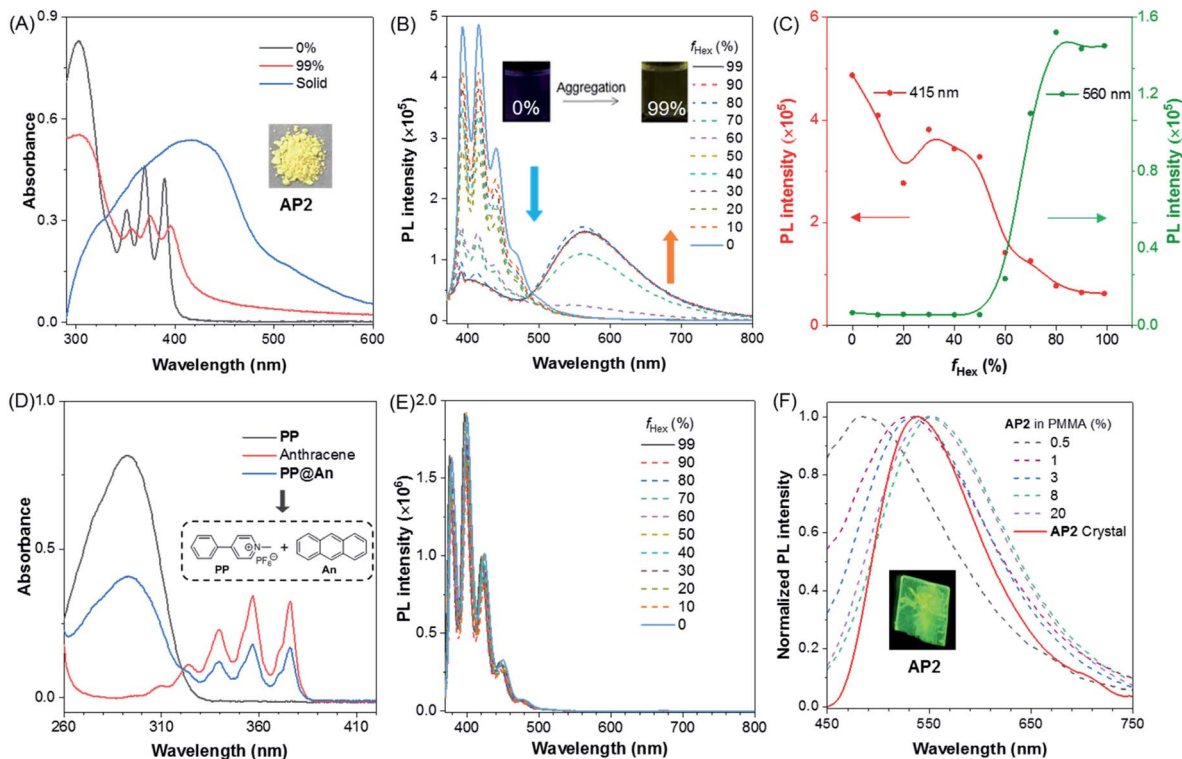 (A)
0.9
0.6
0.3
0.0
Absorbance
300
400
500
600
Wavelength (nm)
0%
99%
Solid
AP2
(B)
5
4
3
2
1
0
PL intensity (×10⁵)
400
500
600
700
800
Wavelength (nm)
0%
Aggregation
99%
fHex (%)
99
90
80
70
60
50
40
30
20
10
0
(C)
6
4
2
0
PL intensity (×10⁵)
0
20
40
60
80
100
fHex (%)
415 nm
560 nm
1.6
1.2
0.8
0.4
0.0
PL intensity (×10⁵)
(D)
1.0
0.5
0.0
Absorbance
260
310
360
410
Wavelength (nm)
PP
Anthracene
PP@An
N
⊕
PF₆⊖
+
PP
An
(E)
2.0
1.5
1.0
0.5
0.0
PL intensity (×10⁶)
400
500
600
700
800
Wavelength (nm)
fHex (%)
99
90
80
70
60
50
40
30
20
10
0
(F)
1.0
0.8
0.6
0.4
0.2
0.0
Normalized PL intensity
450
550
650
750
Wavelength (nm)
AP2 in PMMA (%)
0.5
1
3
8
20
AP2 Crystal
AP2